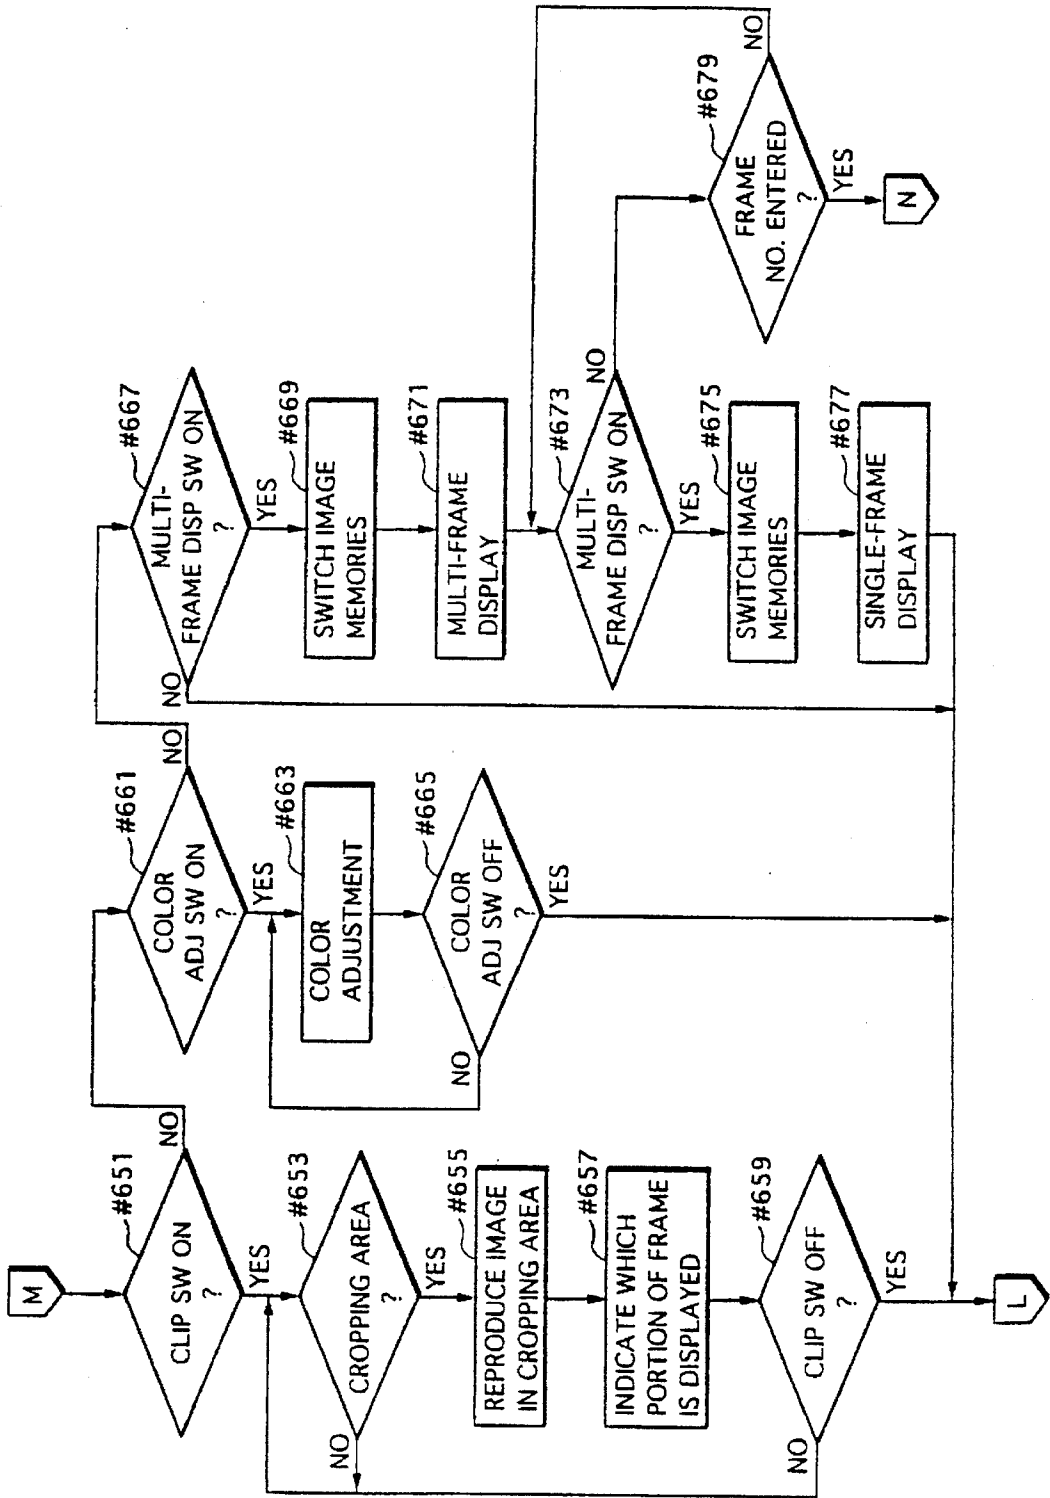 M
#651
CLIP SW ON
?
NO
YES
#653
CROPPING AREA
?
NO
YES
#655
REPRODUCE IMAGE
IN CROPPING AREA
#657
INDICATE WHICH
PORTION OF FRAME
IS DISPLAYED
#659
CLIP SW OFF
?
NO
YES
L
#661
COLOR
ADJ SW ON
?
NO
YES
#663
COLOR
ADJUSTMENT
#665
COLOR
ADJ SW OFF
?
NO
YES
#667
MULTI-
FRAME DISP SW ON
?
NO
YES
#669
SWITCH IMAGE
MEMORIES
#671
MULTI-FRAME
DISPLAY
#673
MULTI-
FRAME DISP SW ON
?
NO
YES
#675
SWITCH IMAGE
MEMORIES
#677
SINGLE-FRAME
DISPLAY
#679
FRAME
NO. ENTERED
?
NO
YES
N